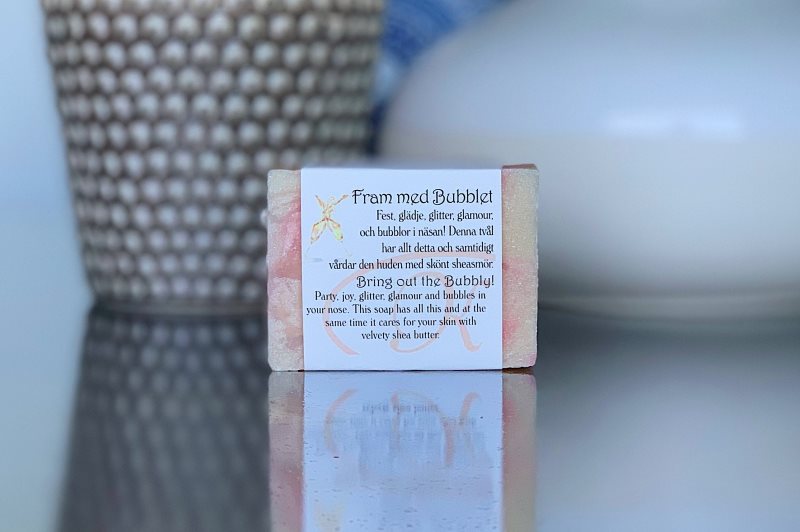 Fram med Bubblet
Fest, glädje, glitter, glamour,
och bubblor i näsan! Denna tvål
har allt detta och samtidigt
vårdar den huden med skönt sheasmör.
Bring out the Bubbly!
Party, joy, glitter, glamour and bubbles in
your nose. This soap has all this and at the
same time it cares for your skin with
velvety shea butter.